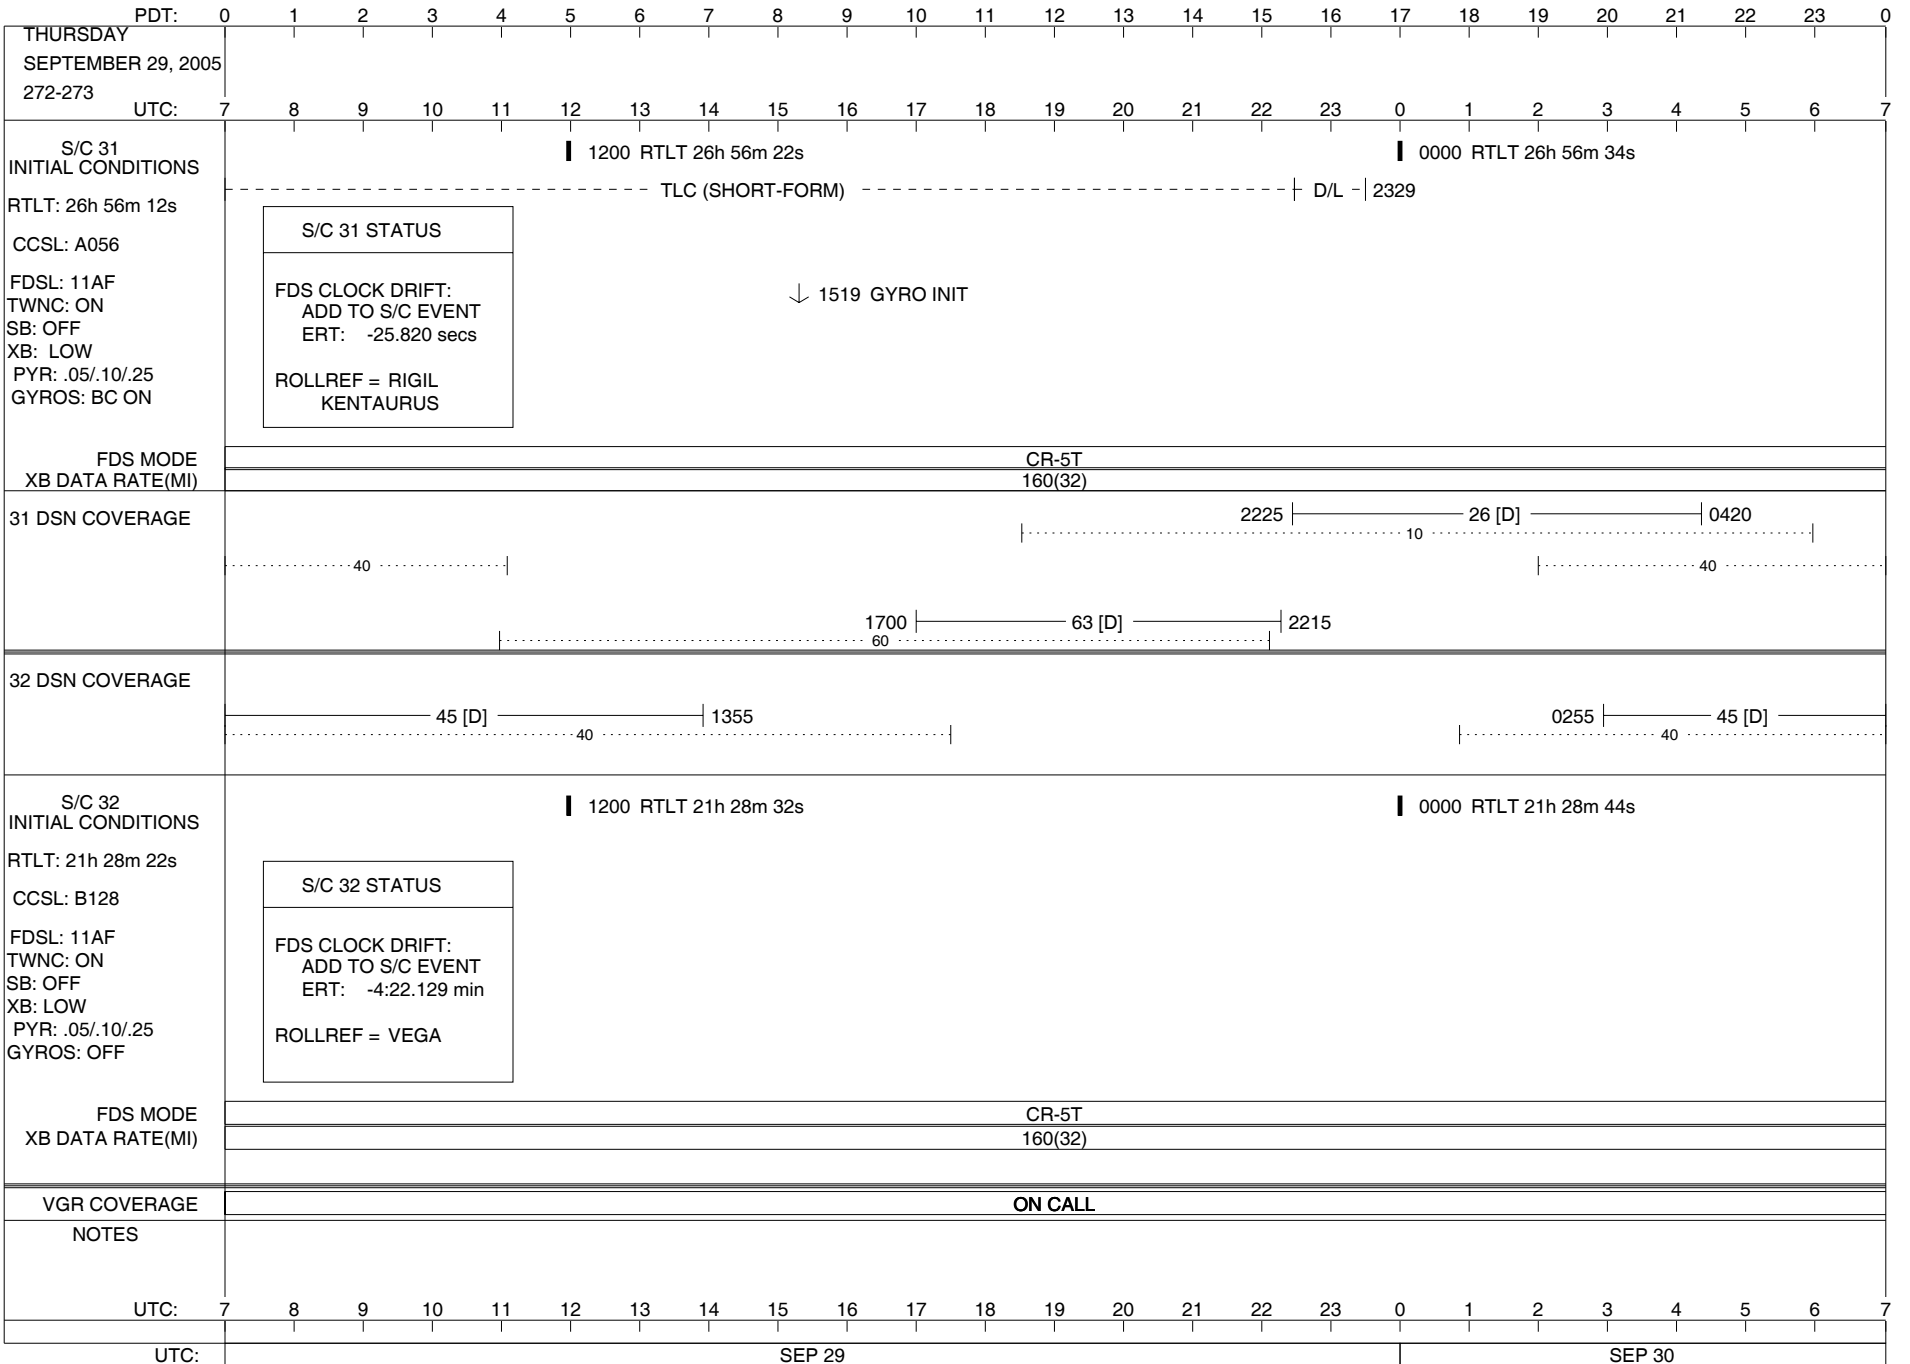 PDT: 0 1 2 3 4 5 6 7 8 9 10 11 12 13 14 15 16 17 18 19 20 21 22 23 0
THURSDAY
SEPTEMBER 29, 2005
272-273
UTC: 7 8 9 10 11 12 13 14 15 16 17 18 19 20 21 22 23 0 1 2 3 4 5 6 7
S/C 31
INITIAL CONDITIONS
1200 RTLT 26h 56m 22s
0000 RTLT 26h 56m 34s
TLC (SHORT-FORM) D/L 2329
RTLT: 26h 56m 12s
CCSL: A056
FDSL: 11AF
TWNC: ON
SB: OFF
XB: LOW
PYR: .05/.10/.25
GYROS: BC ON
S/C 31 STATUS
FDS CLOCK DRIFT:
ADD TO S/C EVENT
ERT: -25.820 secs
ROLLREF = RIGIL
KENTAURUS
1519 GYRO INIT
FDS MODE CR-5T
XB DATA RATE(MI) 160(32)
31 DSN COVERAGE
2225 26 [D] 0420
10
40 40
1700 63 [D] 2215
60
32 DSN COVERAGE
45 [D] 1355 0255 45 [D]
40 40
S/C 32
INITIAL CONDITIONS
1200 RTLT 21h 28m 32s
0000 RTLT 21h 28m 44s
RTLT: 21h 28m 22s
CCSL: B128
FDSL: 11AF
TWNC: ON
SB: OFF
XB: LOW
PYR: .05/.10/.25
GYROS: OFF
S/C 32 STATUS
FDS CLOCK DRIFT:
ADD TO S/C EVENT
ERT: -4:22.129 min
ROLLREF = VEGA
FDS MODE CR-5T
XB DATA RATE(MI) 160(32)
VGR COVERAGE ON CALL
NOTES
UTC: 7 8 9 10 11 12 13 14 15 16 17 18 19 20 21 22 23 0 1 2 3 4 5 6 7
UTC: SEP 29 SEP 30